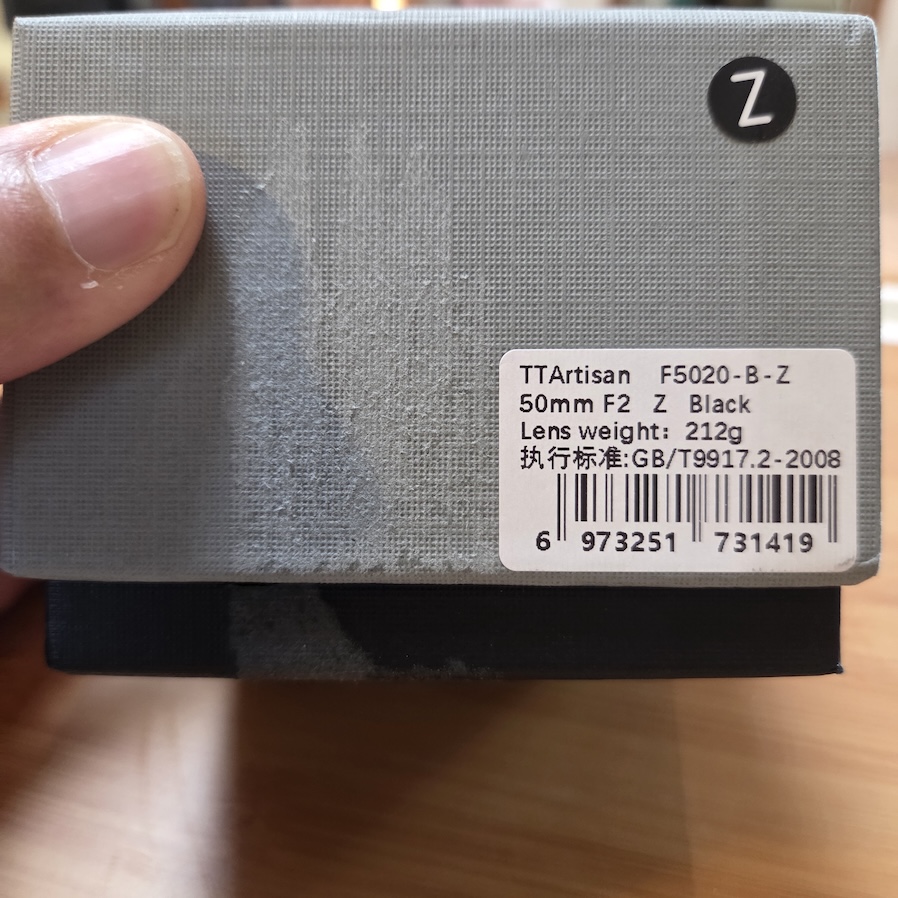 Z
TTArtisan F5020-B-Z
50mm F2 Z Black
Lens weight: 212g
执行标准:GB/T9917.2-2008
6 973251 731419